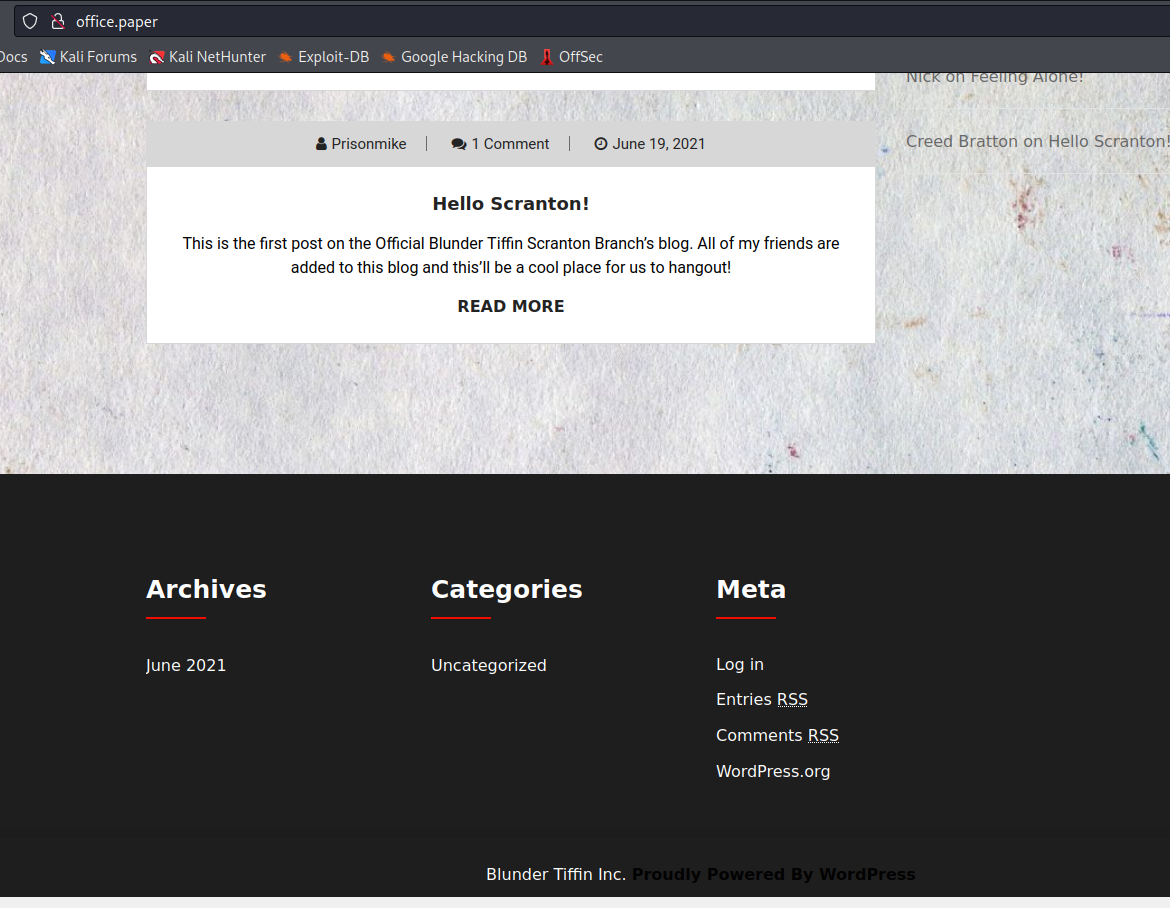 office.paper
Docs Kali Forums Kali NetHunter Exploit-DB Google Hacking DB OffSec
Nick on Feeling Alone!
Prisonmike 1 Comment June 19, 2021
Creed Bratton on Hello Scranton!
Hello Scranton!
This is the first post on the Official Blunder Tiffin Scranton Branch’s blog. All of my friends are
added to this blog and this’ll be a cool place for us to hangout!
READ MORE
Archives
June 2021
Categories
Uncategorized
Meta
Log in
Entries RSS
Comments RSS
WordPress.org
Blunder Tiffin Inc. Proudly Powered By WordPress